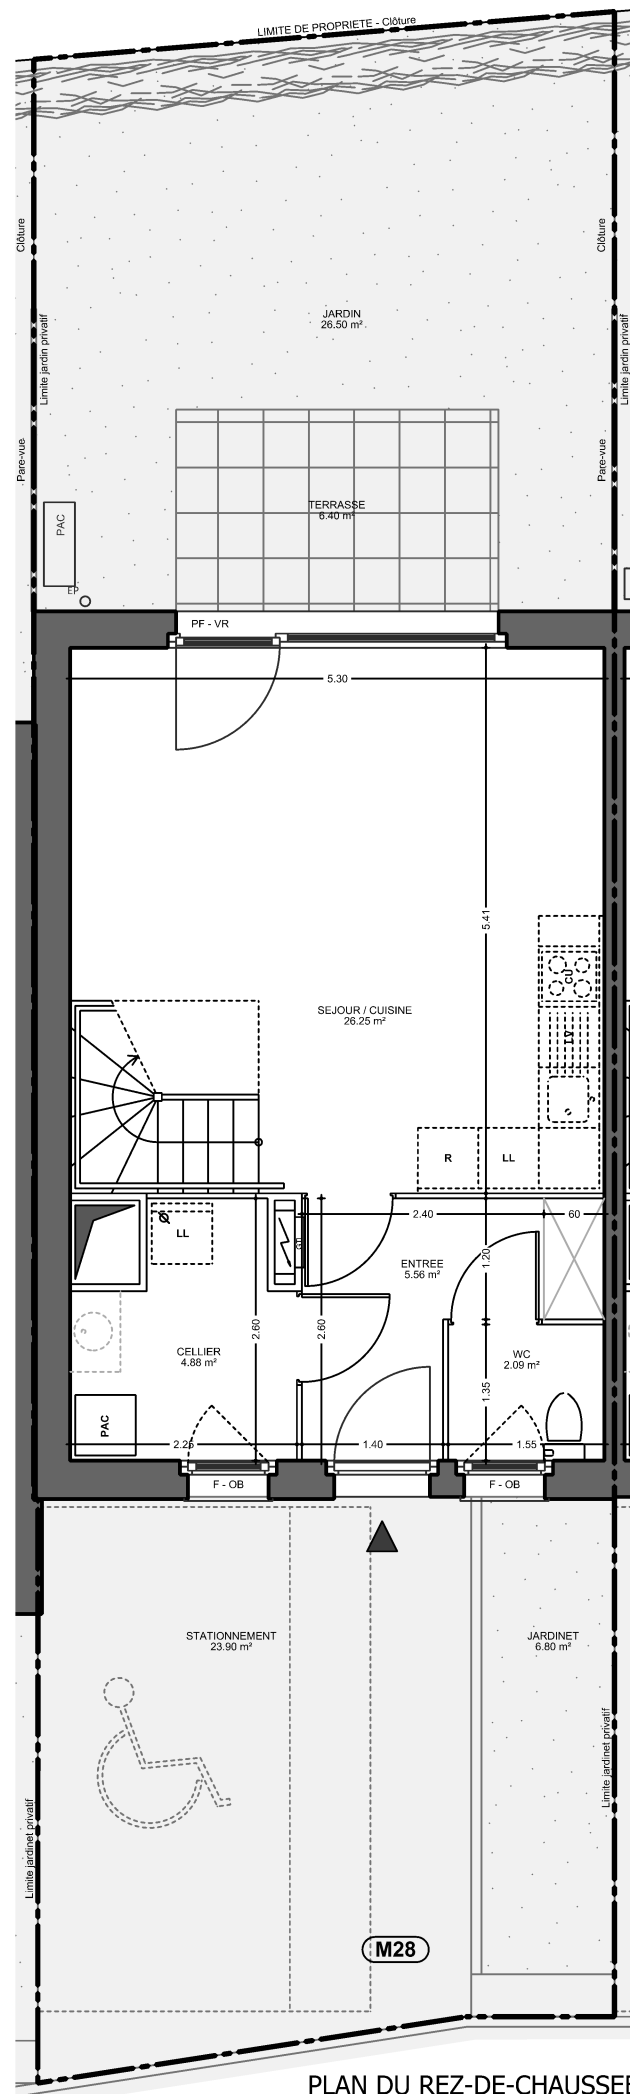 LIMITE DE PROPRIETE - Clôture
Clôture
Clôture
Limite jardin privatif
Limite jardin privatif
JARDIN
26.50 m²
Pare-vue
Pare-vue
TERRASSE
6.40 m²
PAC
EP
PF - VR
5.30
5.41
CU
SEJOUR / CUISINE
26.25 m²
LV
R
LL
LL
2.40
60
GTL
ENTREE
5.56 m²
1.20
2.60
2.60
CELLIER
4.88 m²
WC
2.09 m²
1.35
PAC
2.25
1.40
1.55
F - OB
F - OB
STATIONNEMENT
23.90 m²
JARDINET
6.80 m²
Limite jardinet privatif
Limite jardinet privatif
M28
PLAN DU REZ-DE-CHAUSSEE